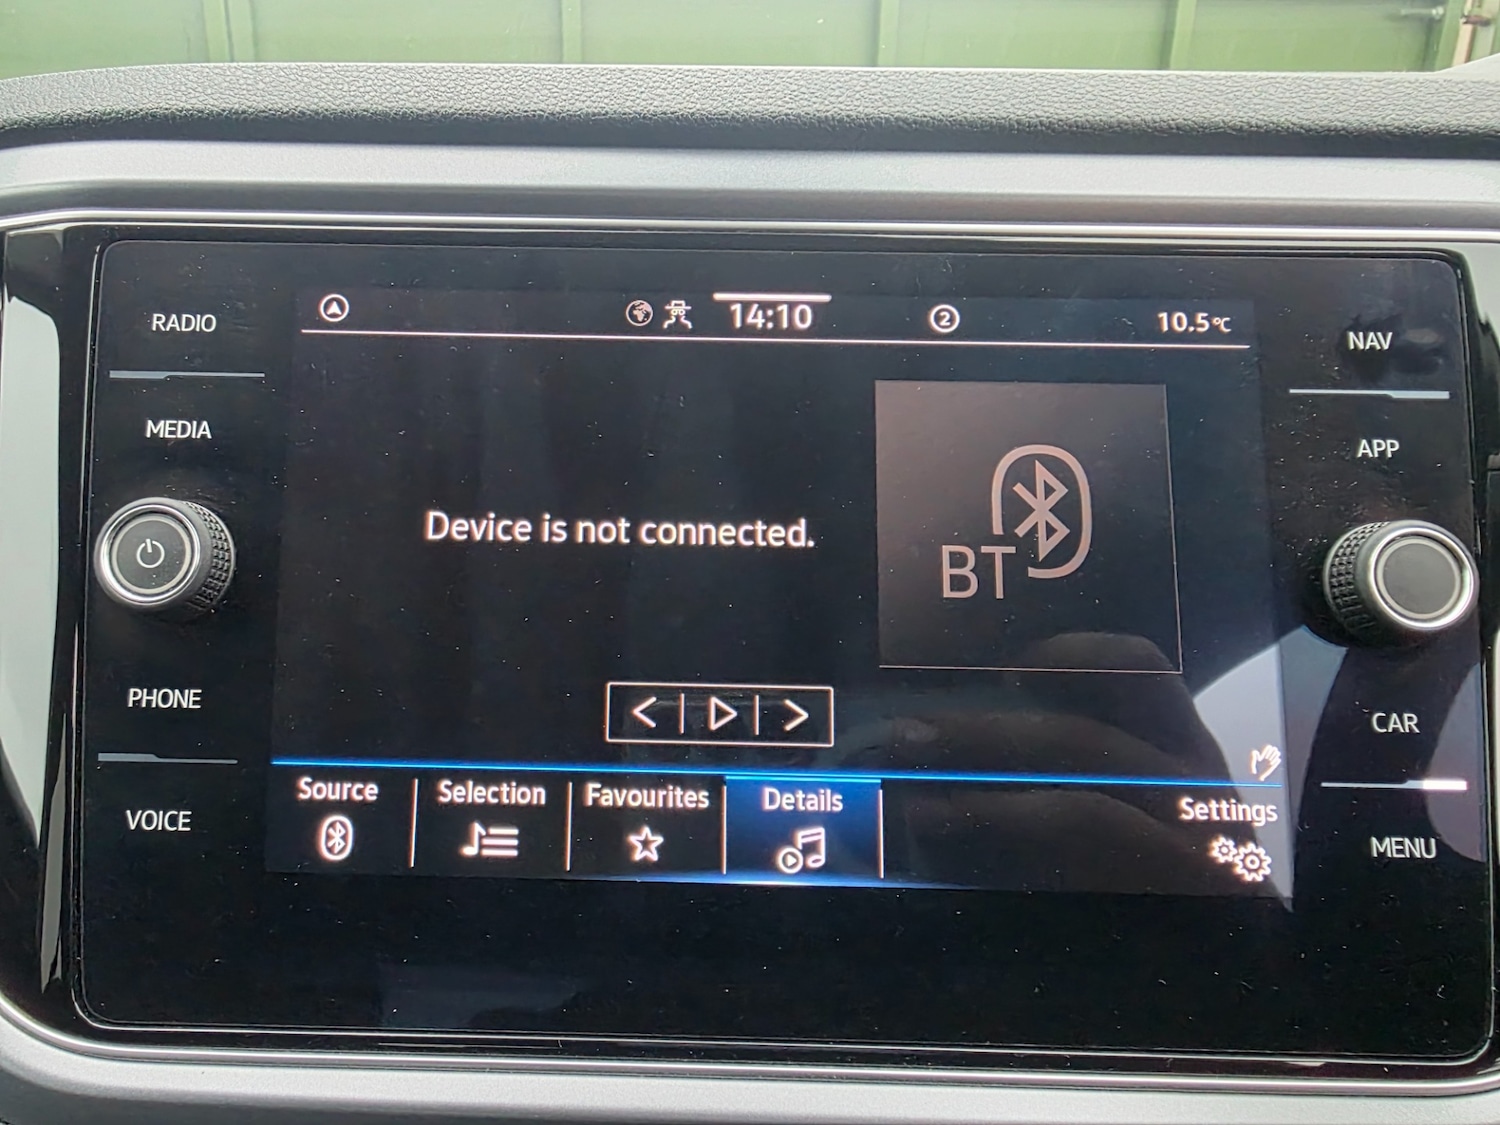 RADIO
MEDIA
PHONE
VOICE
14:10
2
10.5°C
Device is not connected.
BT
Source
Selection
Favourites
Details
Settings
NAV
APP
CAR
MENU